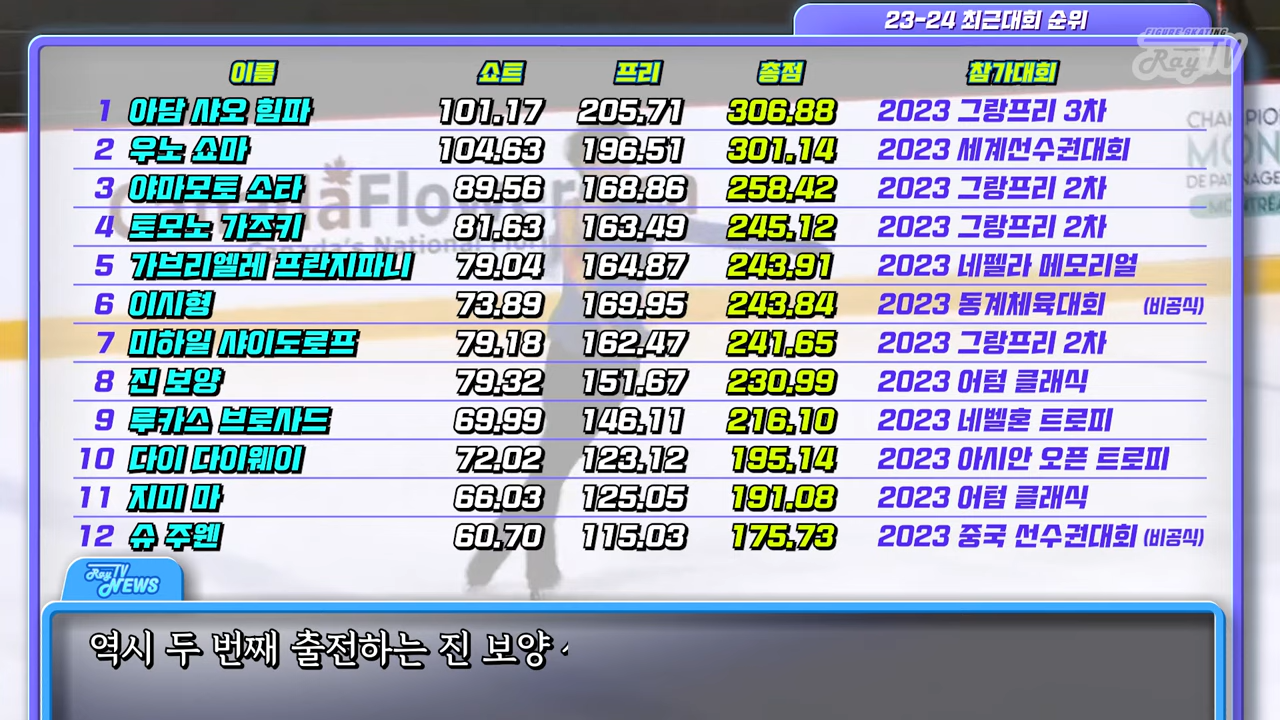 23-24 최근대회 순위
FIGURE SKATING
RayTV
이름 쇼트 프리 총점 참가대회
1 아담 샤오 힘파 101.17 205.71 306.88 2023 그랑프리 3차
2 우노 쇼마 104.63 196.51 301.14 2023 세계선수권대회
3 야마모토 소타 89.56 168.86 258.42 2023 그랑프리 2차
4 토모노 가즈키 81.63 163.49 245.12 2023 그랑프리 2차
5 가브리엘레 프란지파니 79.04 164.87 243.91 2023 네펠라 메모리얼
6 이시형 73.89 169.95 243.84 2023 동계체육대회 (비공식)
7 미하일 샤이도로프 79.18 162.47 241.65 2023 그랑프리 2차
8 진 보양 79.32 151.67 230.99 2023 어텀 클래식
9 루카스 브로사드 69.99 146.11 216.10 2023 네벨혼 트로피
10 다이 다이웨이 72.02 123.12 195.14 2023 아시안 오픈 트로피
11 지미 마 66.03 125.05 191.08 2023 어텀 클래식
12 슈 주웬 60.70 115.03 175.73 2023 중국 선수권대회 (비공식)
RayTV
NEWS
역시 두 번째 출전하는 진 보양